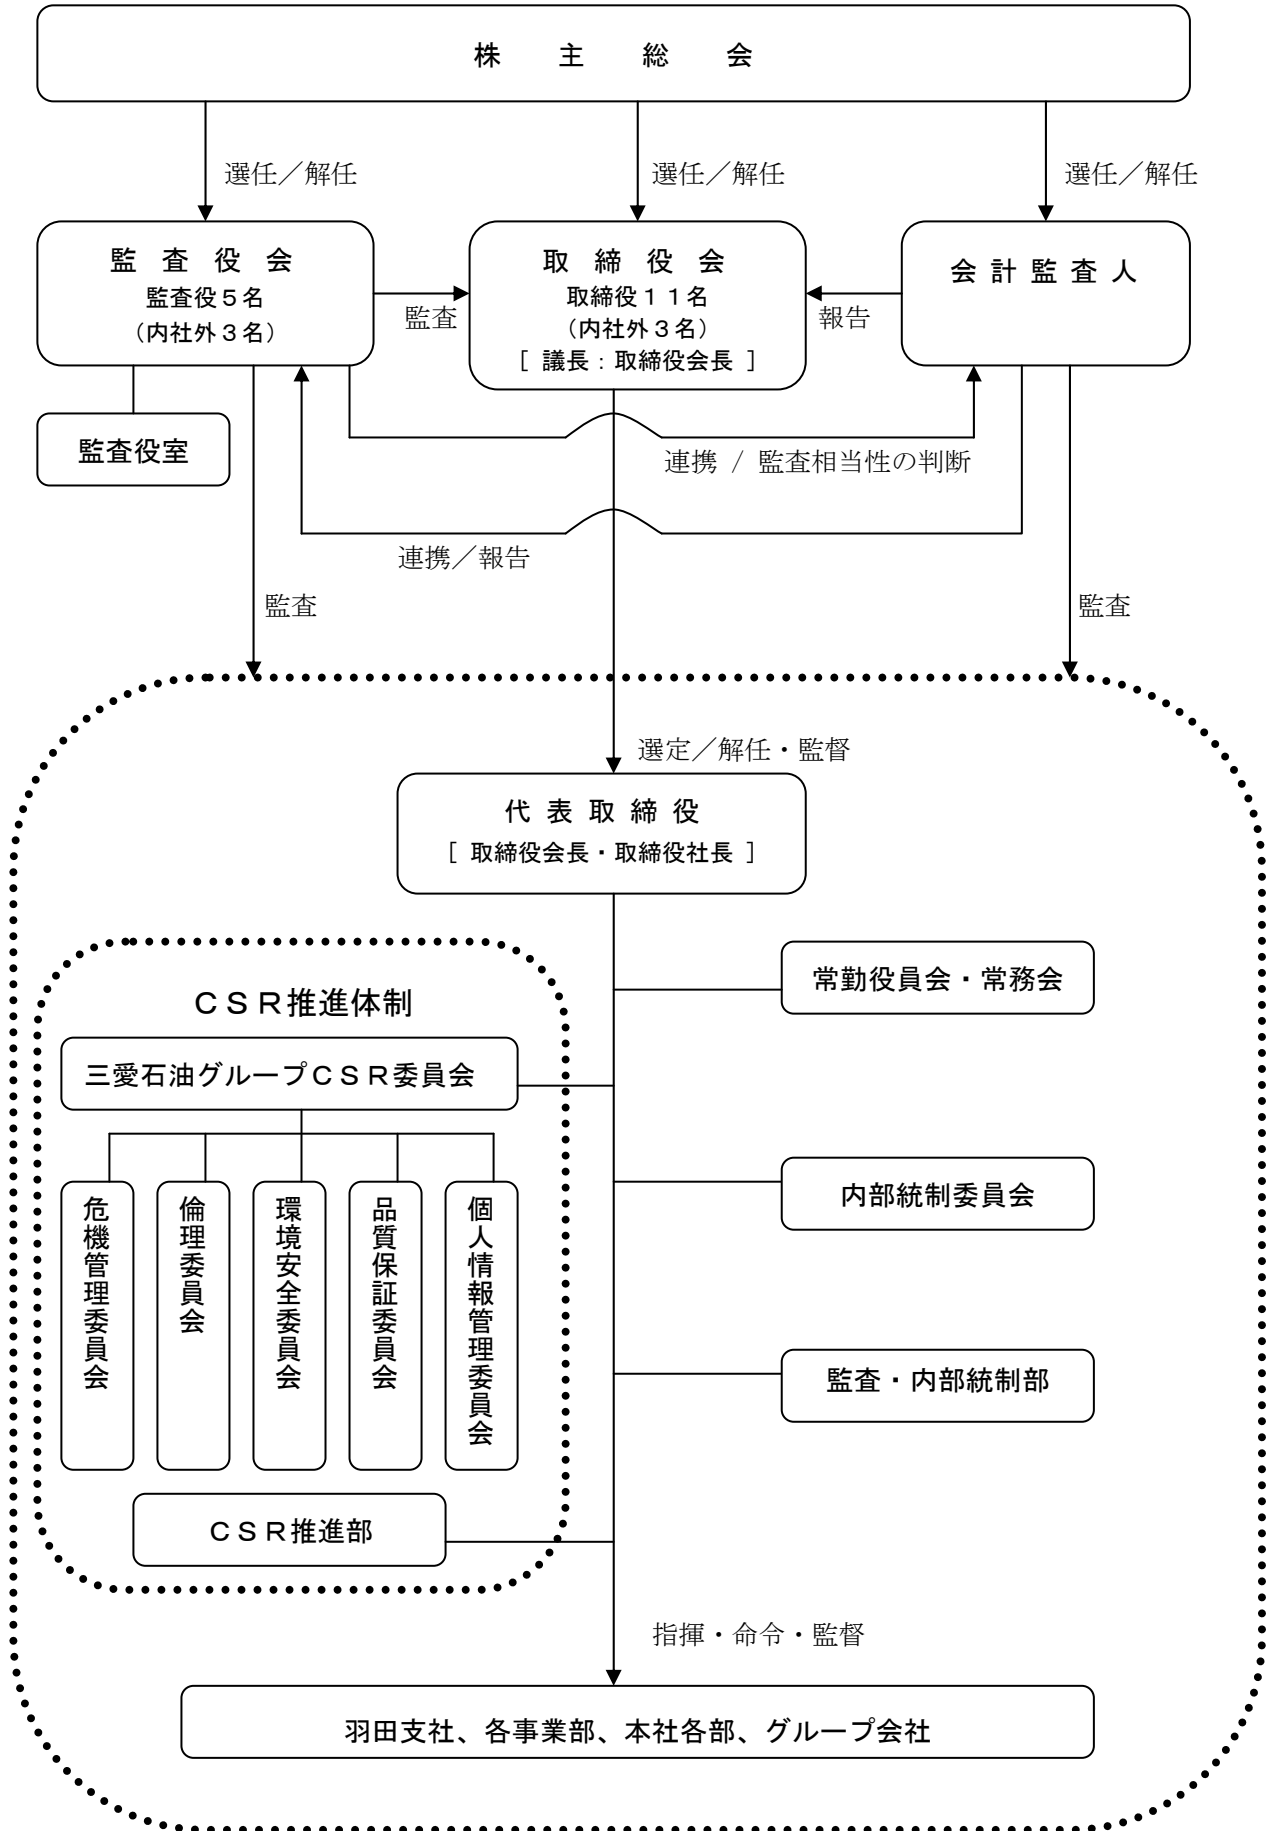 株主総会
選任／解任
選任／解任
選任／解任
監査役会
監査役５名
（内社外３名）
取締役会
取締役１１名
（内社外３名）
［ 議長：取締役会長 ］
会計監査人
監査
報告
監査役室
連携 / 監査相当性の判断
連携／報告
監査
監査
選定／解任・監督
代表取締役
［ 取締役会長・取締役社長 ］
ＣＳＲ推進体制
三愛石油グループＣＳＲ委員会
危機管理委員会
倫理委員会
環境安全委員会
品質保証委員会
個人情報管理委員会
ＣＳＲ推進部
常勤役員会・常務会
内部統制委員会
監査・内部統制部
指揮・命令・監督
羽田支社、各事業部、本社各部、グループ会社